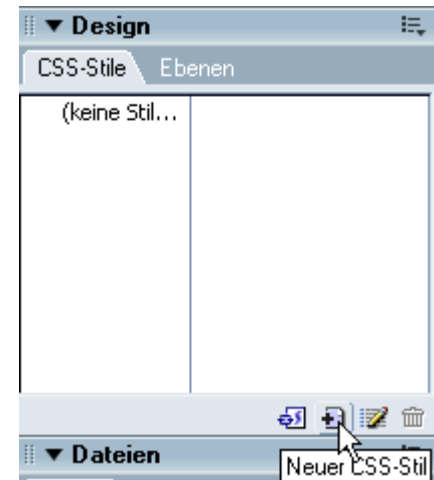 Design
CSS-Stile Ebenen
(keine Stil...
Dateien
Neuer CSS-Stil